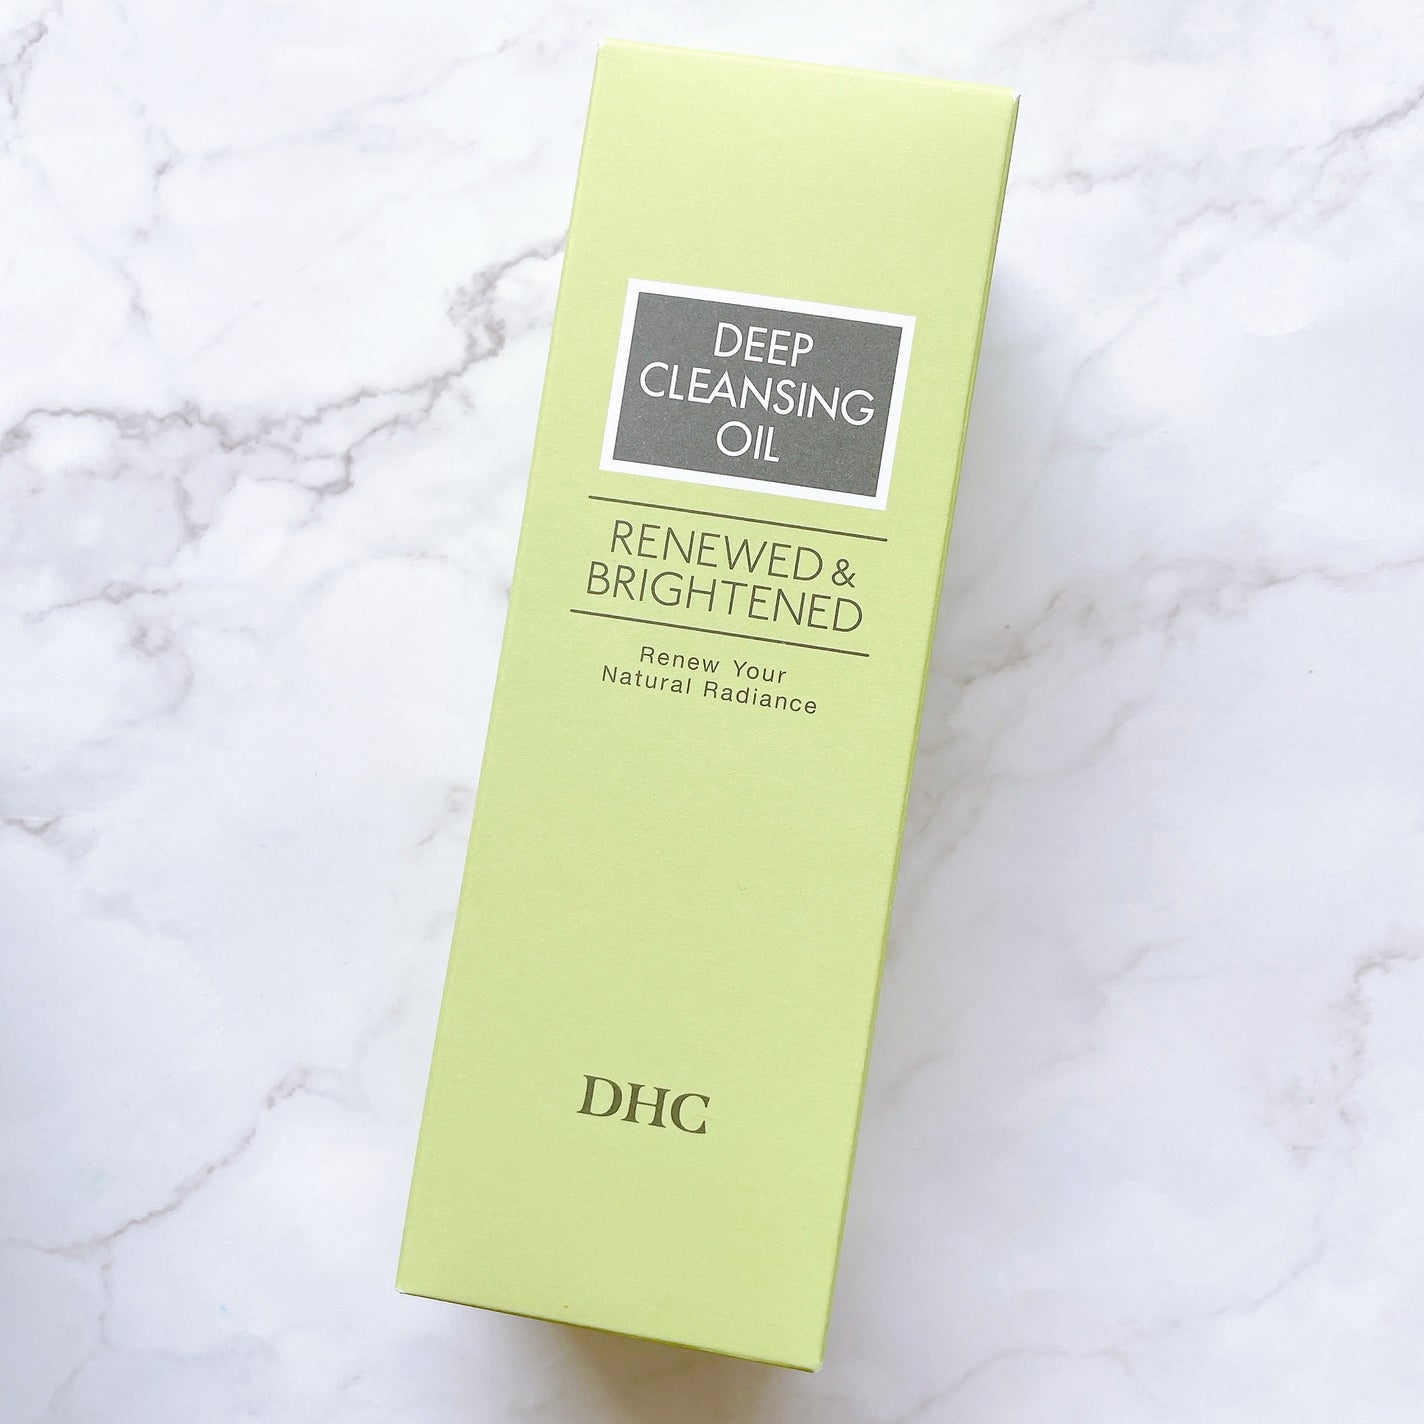 DEEP
CLEANSING
OIL
RENEWED &
BRIGHTENED
Renew Your
Natural Radiance
DHC